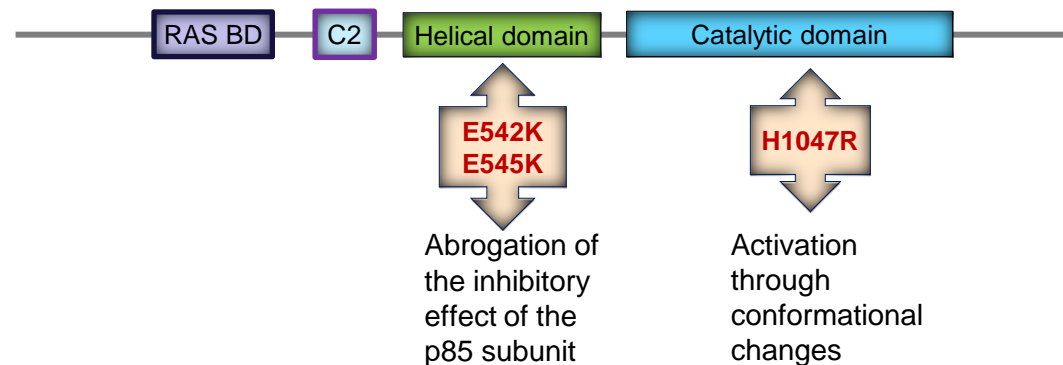 RAS BD
C2
Helical domain
Catalytic domain
E542K
E545K
H1047R
Abrogation of
the inhibitory
effect of the
p85 subunit
Activation
through
conformational
changes